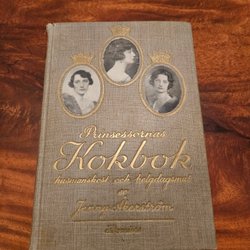 Prinsessornas
Kokbok
husmanskost och helgdagsmat
av
Jenny Åkerström